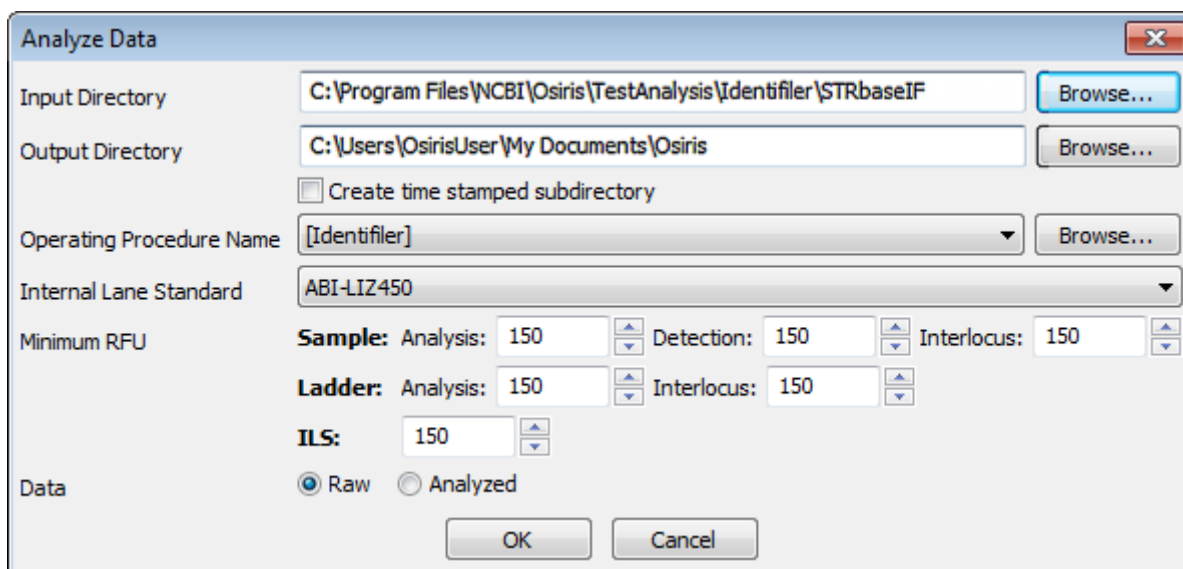 Analyze Data
Input Directory C:\Program Files\NCBI\Osiris\TestAnalysis\Identifiler\STRbaseIF Browse...
Output Directory C:\Users\OsirisUser\My Documents\Osiris Browse...
Create time stamped subdirectory
Operating Procedure Name [Identifiler] Browse...
Internal Lane Standard ABI-LIZ450
Minimum RFU Sample: Analysis: 150 Detection: 150 Interlocus: 150
Ladder: Analysis: 150 Interlocus: 150
ILS: 150
Data Raw Analyzed
OK Cancel